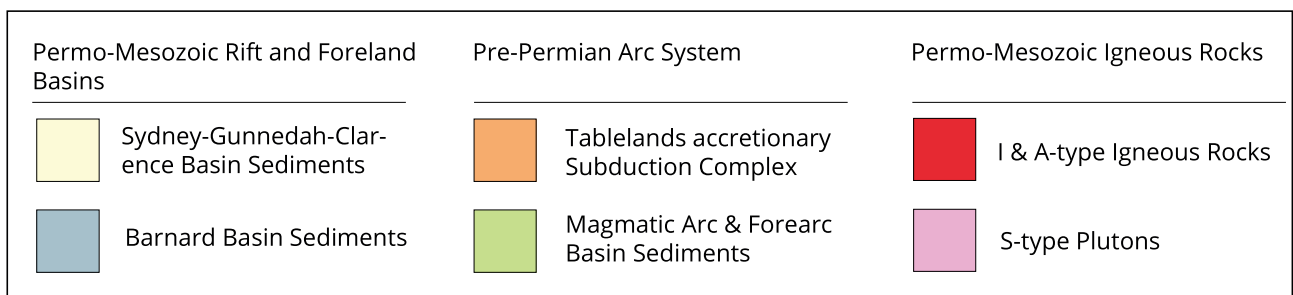 Permo-Mesozoic Rift and Foreland
Basins
Sydney-Gunnedah-Clar-
ence Basin Sediments
Barnard Basin Sediments
Pre-Permian Arc System
Tablelands accretionary
Subduction Complex
Magmatic Arc & Forearc
Basin Sediments
Permo-Mesozoic Igneous Rocks
I & A-type Igneous Rocks
S-type Plutons